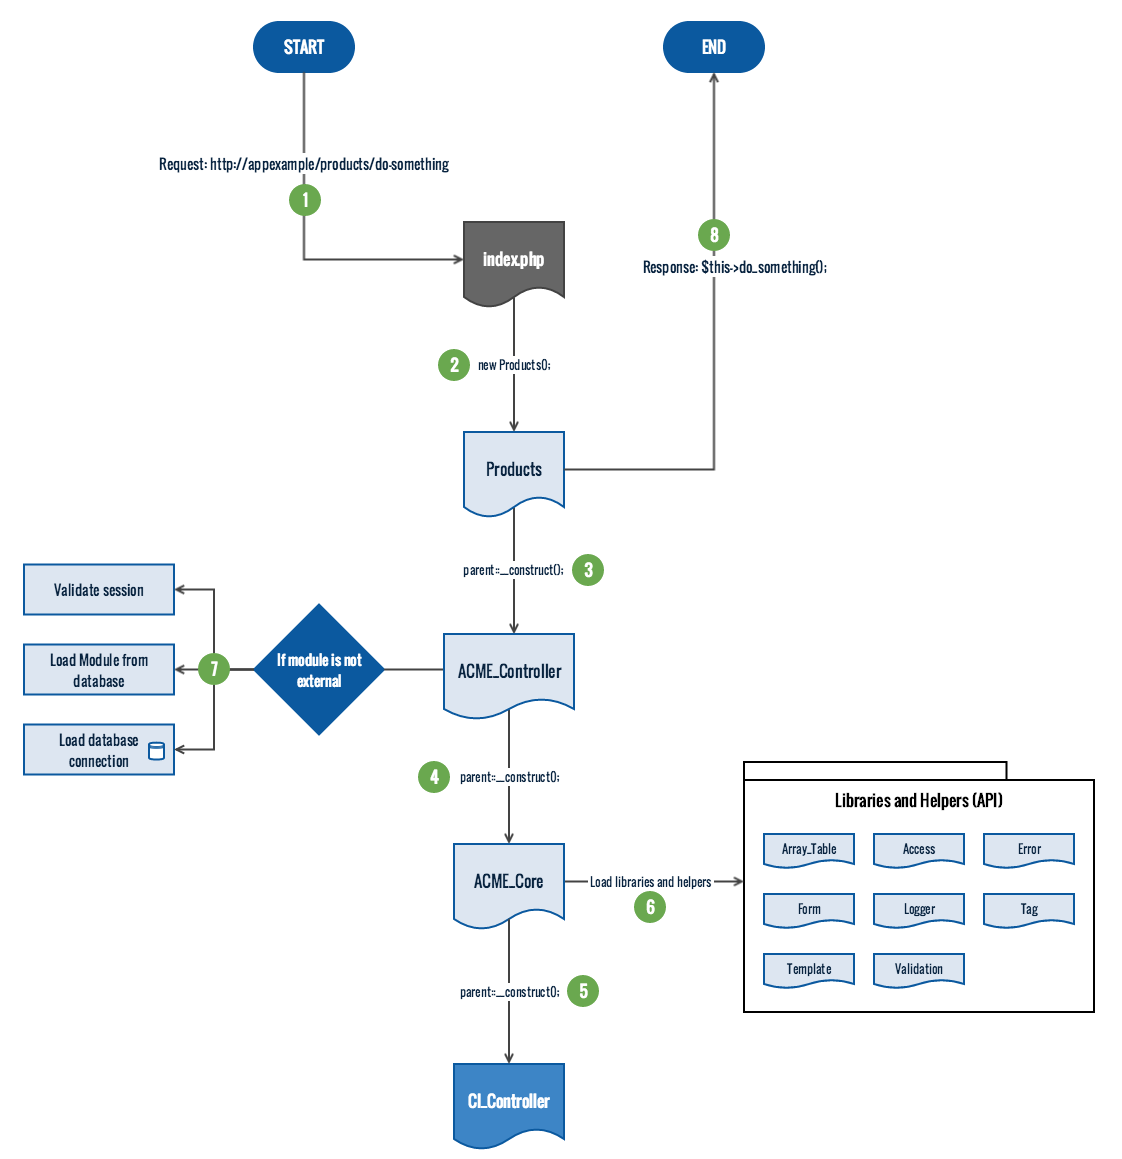 START
END
Request: http://appexample/products/do-something
1
index.php
8
Response: $this->do_something();
2
new Products();
Products
parent::__construct();
3
Validate session
Load Module from
database
7
If module is not
external
ACME_Controller
Load database
connection
4
parent::__construct();
Libraries and Helpers (API)
Array_Table
Access
Error
ACME_Core
Load libraries and helpers
6
Form
Logger
Tag
Template
Validation
parent::__construct();
5
CI_Controller